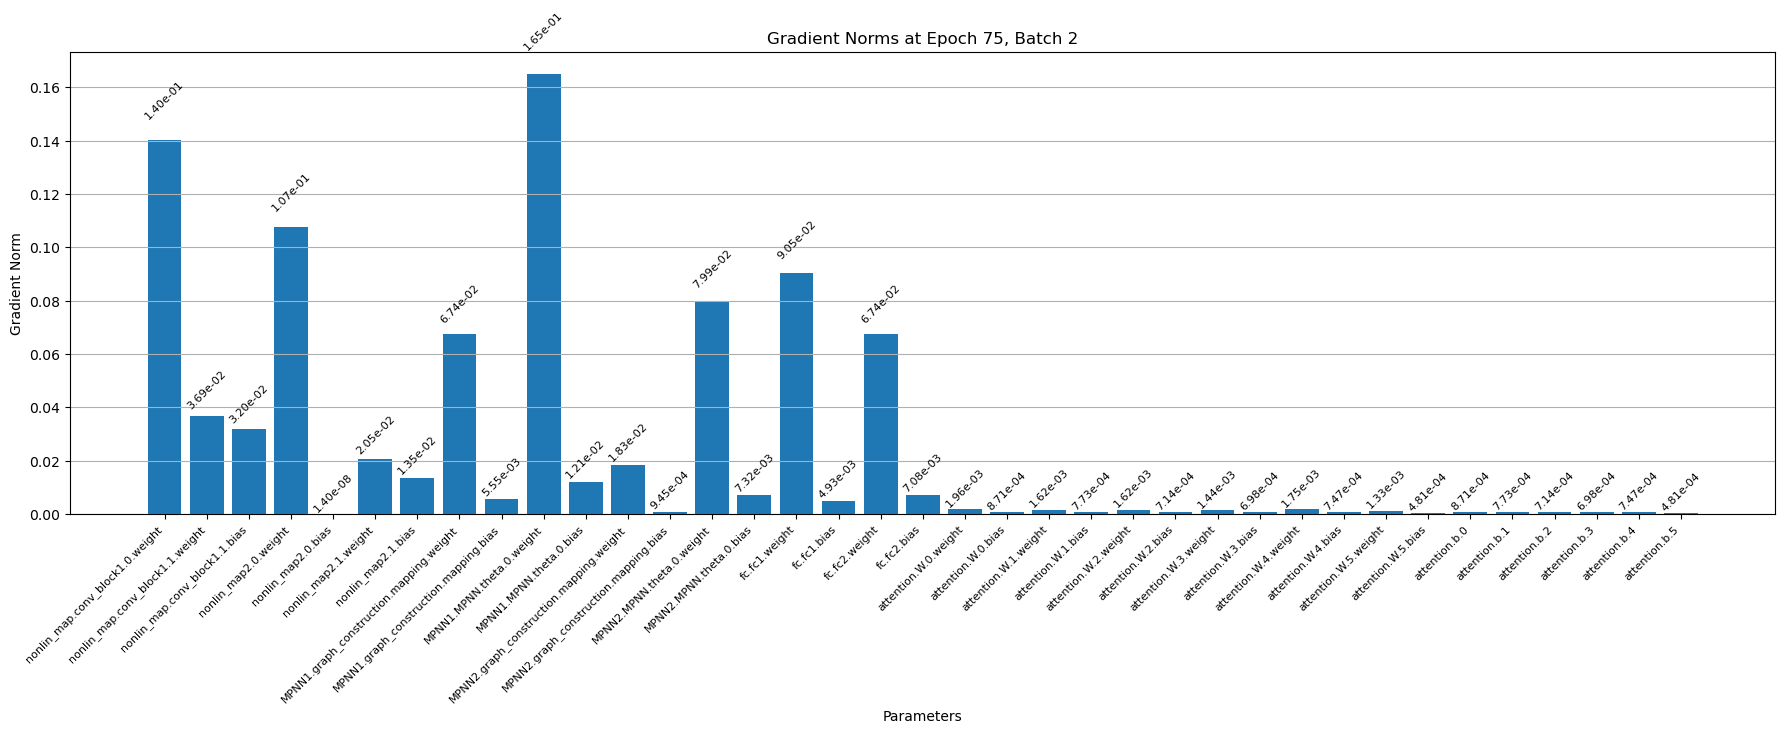 Gradient Norms at Epoch 75, Batch 2
Gradient Norm
0.16
0.14
0.12
0.10
0.08
0.06
0.04
0.02
0.00
1.40e-01
3.69e-02
3.20e-02
1.07e-01
1.40e-08
2.05e-02
1.35e-02
6.74e-02
5.55e-03
1.65e-01
1.21e-02
1.83e-02
9.45e-04
7.99e-02
7.32e-03
9.05e-02
4.93e-03
6.74e-02
7.08e-03
1.96e-03
8.71e-04
1.62e-03
7.73e-04
1.62e-03
7.14e-04
1.44e-03
6.98e-04
1.75e-03
7.47e-04
1.33e-03
4.81e-04
8.71e-04
7.73e-04
7.14e-04
6.98e-04
7.47e-04
4.81e-04
nonlin_map.conv_block1.0.weight
nonlin_map.conv_block1.1.weight
nonlin_map.conv_block1.1.bias
nonlin_map2.0.weight
nonlin_map2.0.bias
nonlin_map2.1.weight
nonlin_map2.1.bias
MPNN1.graph_construction.mapping.weight
MPNN1.graph_construction.mapping.bias
MPNN1.MPNN.theta.0.weight
MPNN1.MPNN.theta.0.bias
MPNN2.graph_construction.mapping.weight
MPNN2.graph_construction.mapping.bias
MPNN2.MPNN.theta.0.weight
MPNN2.MPNN.theta.0.bias
fc.fc1.weight
fc.fc1.bias
fc.fc2.weight
fc.fc2.bias
attention.W.0.weight
attention.W.0.bias
attention.W.1.weight
attention.W.1.bias
attention.W.2.weight
attention.W.2.bias
attention.W.3.weight
attention.W.3.bias
attention.W.4.weight
attention.W.4.bias
attention.W.5.weight
attention.W.5.bias
attention.b.0
attention.b.1
attention.b.2
attention.b.3
attention.b.4
attention.b.5
Parameters